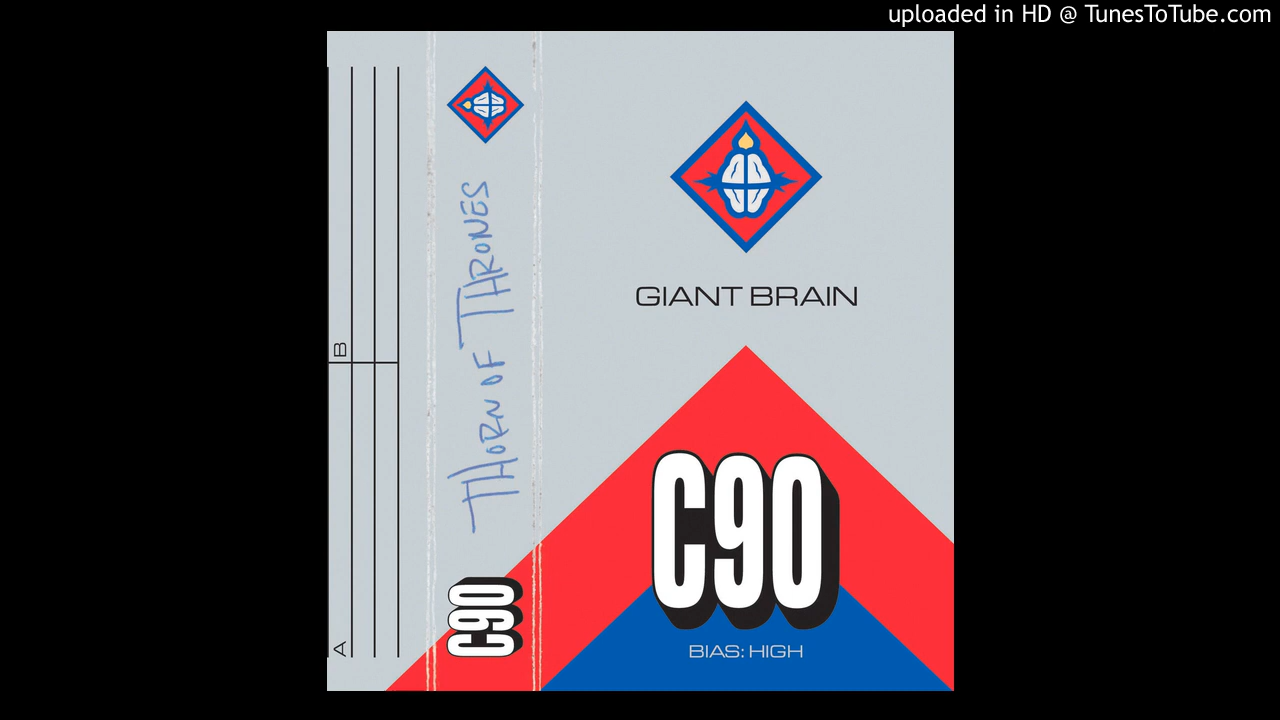 uploaded in HD @ TunesToTube.com
B
A
THORN OF THRONES
C90
GIANT BRAIN
C90
BIAS: HIGH